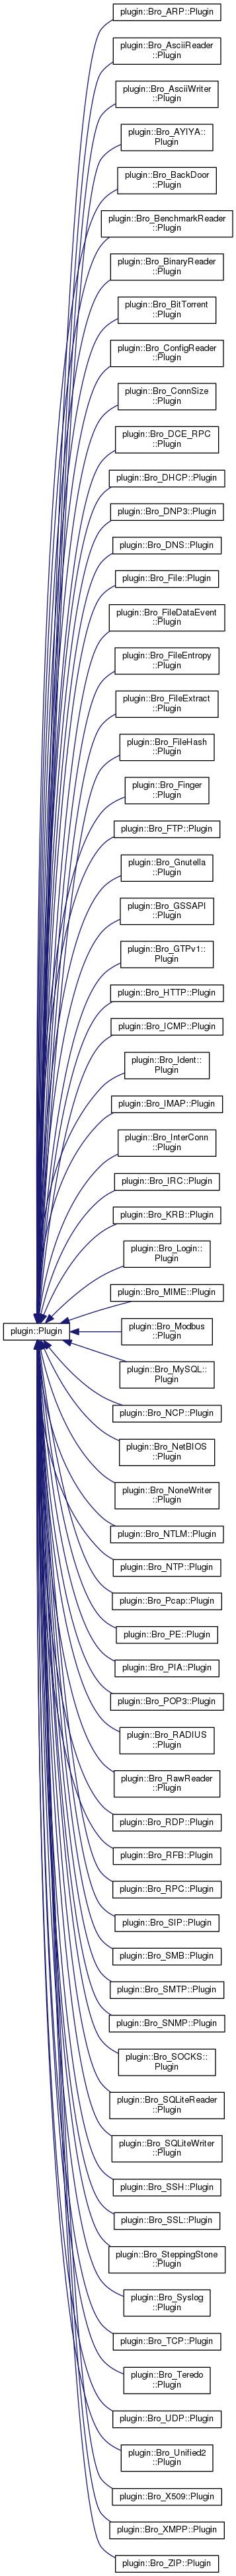 plugin::Bro_ARP::Plugin
plugin::Bro_AsciiReader
::Plugin
plugin::Bro_AsciiWriter
::Plugin
plugin::Bro_AYIYA::
Plugin
plugin::Bro_BackDoor
::Plugin
plugin::Bro_BenchmarkReader
::Plugin
plugin::Bro_BinaryReader
::Plugin
plugin::Bro_BitTorrent
::Plugin
plugin::Bro_ConfigReader
::Plugin
plugin::Bro_ConnSize
::Plugin
plugin::Bro_DCE_RPC
::Plugin
plugin::Bro_DHCP::Plugin
plugin::Bro_DNP3::Plugin
plugin::Bro_DNS::Plugin
plugin::Bro_File::Plugin
plugin::Bro_FileDataEvent
::Plugin
plugin::Bro_FileEntropy
::Plugin
plugin::Bro_FileExtract
::Plugin
plugin::Bro_FileHash
::Plugin
plugin::Bro_Finger
::Plugin
plugin::Bro_FTP::Plugin
plugin::Bro_Gnutella
::Plugin
plugin::Bro_GSSAPI
::Plugin
plugin::Bro_GTPv1::
Plugin
plugin::Bro_HTTP::Plugin
plugin::Bro_ICMP::Plugin
plugin::Bro_Ident::
Plugin
plugin::Bro_IMAP::Plugin
plugin::Bro_InterConn
::Plugin
plugin::Bro_IRC::Plugin
plugin::Bro_KRB::Plugin
plugin::Bro_Login::
Plugin
plugin::Bro_MIME::Plugin
plugin::Plugin
plugin::Bro_Modbus
::Plugin
plugin::Bro_MySQL::
Plugin
plugin::Bro_NCP::Plugin
plugin::Bro_NetBIOS
::Plugin
plugin::Bro_NoneWriter
::Plugin
plugin::Bro_NTLM::Plugin
plugin::Bro_NTP::Plugin
plugin::Bro_Pcap::Plugin
plugin::Bro_PE::Plugin
plugin::Bro_PIA::Plugin
plugin::Bro_POP3::Plugin
plugin::Bro_RADIUS
::Plugin
plugin::Bro_RawReader
::Plugin
plugin::Bro_RDP::Plugin
plugin::Bro_RFB::Plugin
plugin::Bro_RPC::Plugin
plugin::Bro_SIP::Plugin
plugin::Bro_SMB::Plugin
plugin::Bro_SMTP::Plugin
plugin::Bro_SNMP::Plugin
plugin::Bro_SOCKS::
Plugin
plugin::Bro_SQLiteReader
::Plugin
plugin::Bro_SQLiteWriter
::Plugin
plugin::Bro_SSH::Plugin
plugin::Bro_SSL::Plugin
plugin::Bro_SteppingStone
::Plugin
plugin::Bro_Syslog
::Plugin
plugin::Bro_TCP::Plugin
plugin::Bro_Teredo
::Plugin
plugin::Bro_UDP::Plugin
plugin::Bro_Unified2
::Plugin
plugin::Bro_X509::Plugin
plugin::Bro_XMPP::Plugin
plugin::Bro_ZIP::Plugin